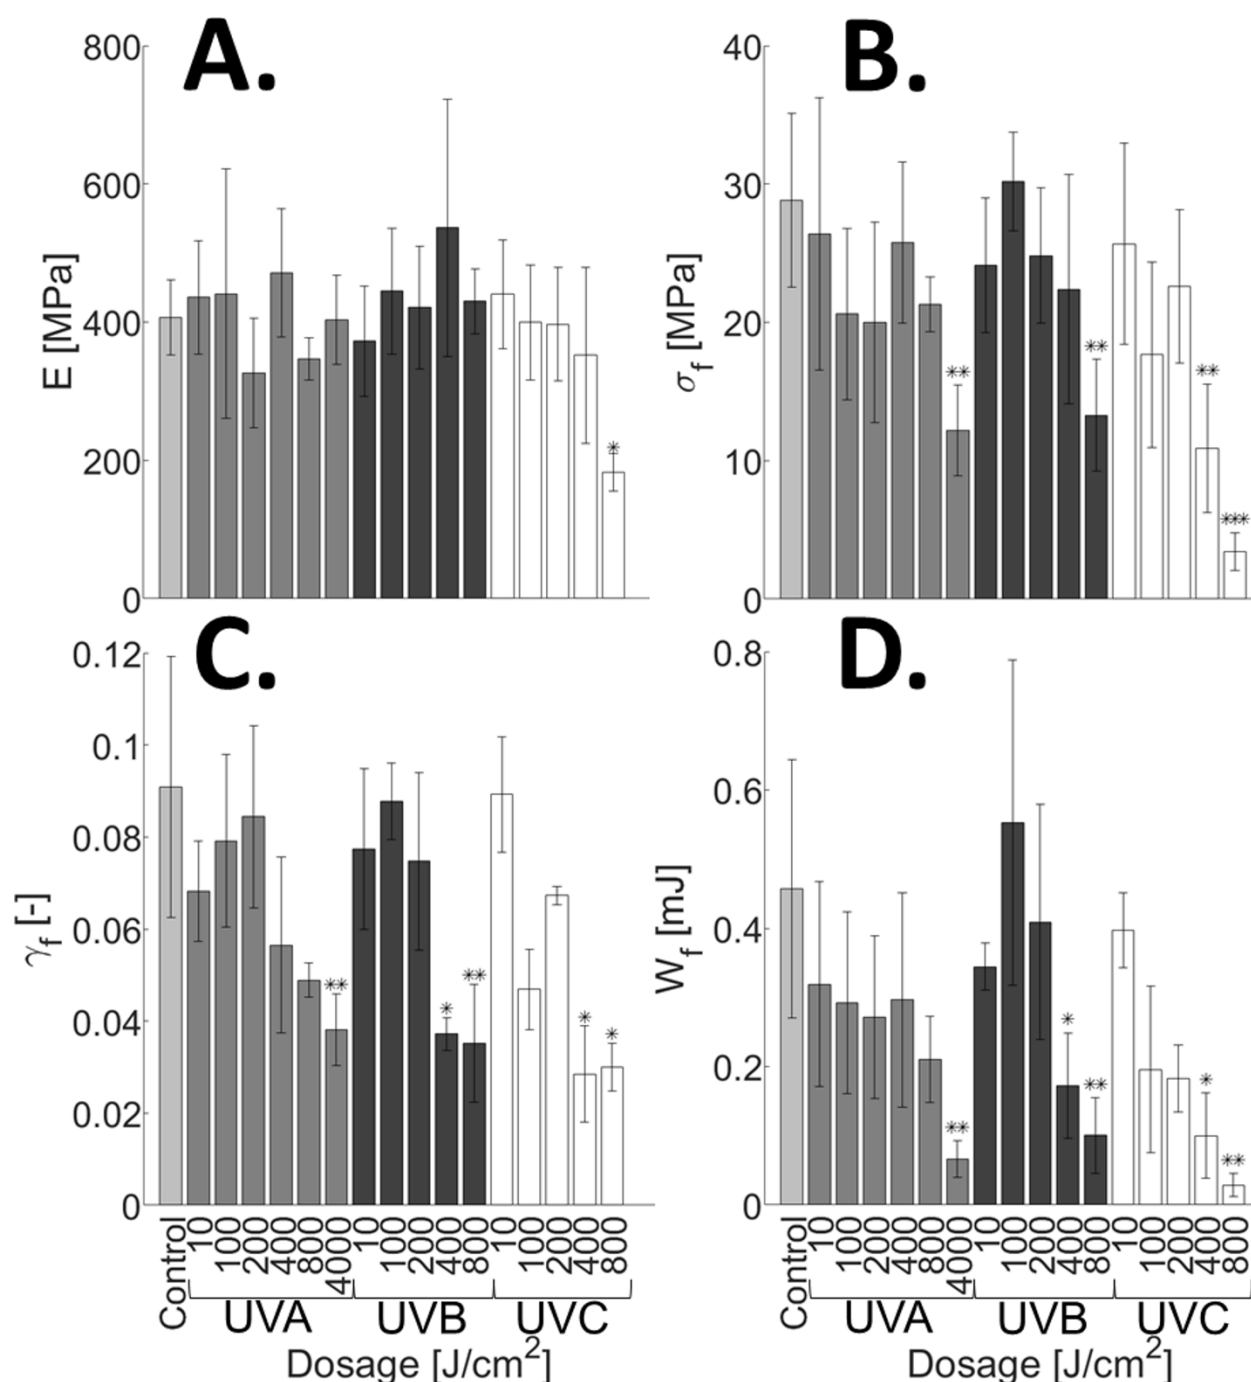 A.
E [MPa]
800
600
400
200
0
*
B.
σf [MPa]
40
30
20
10
0
**
**
**
***
C.
γf [-]
0.12
0.1
0.08
0.06
0.04
0.02
0
**
*
**
*
*
Control 10 100 200 400 800 4000 10 100 200 400 800 10 100 200 400 800
UVA UVB UVC
Dosage [J/cm2]
D.
Wf [mJ]
0.8
0.6
0.4
0.2
0
**
*
**
*
**
Control 10 100 200 400 800 4000 10 100 200 400 800 10 100 200 400 800
UVA UVB UVC
Dosage [J/cm2]